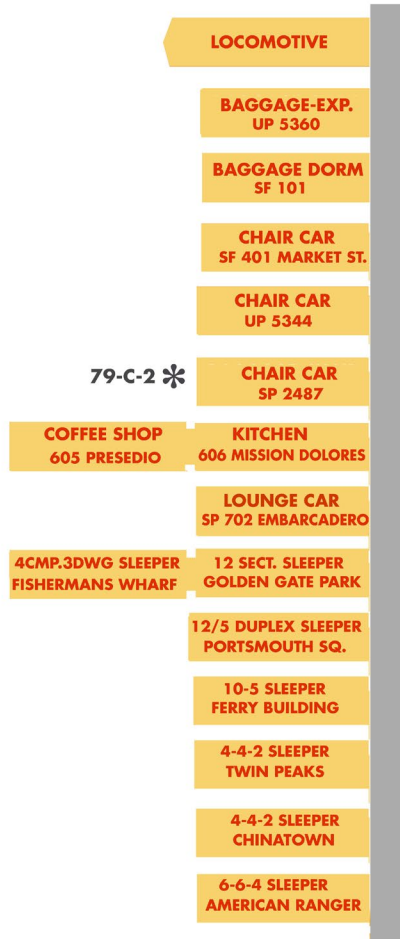 LOCOMOTIVE
BAGGAGE-EXP.
UP 5360
BAGGAGE DORM
SF 101
CHAIR CAR
SF 401 MARKET ST.
CHAIR CAR
UP 5344
79-C-2 *
CHAIR CAR
SP 2487
COFFEE SHOP
605 PRESEDIO
KITCHEN
606 MISSION DOLORES
LOUNGE CAR
SP 702 EMBARCADERO
4CMP.3DWG SLEEPER
FISHERMANS WHARF
12 SECT. SLEEPER
GOLDEN GATE PARK
12/5 DUPLEX SLEEPER
PORTSMOUTH SQ.
10-5 SLEEPER
FERRY BUILDING
4-4-2 SLEEPER
TWIN PEAKS
4-4-2 SLEEPER
CHINATOWN
6-6-4 SLEEPER
AMERICAN RANGER